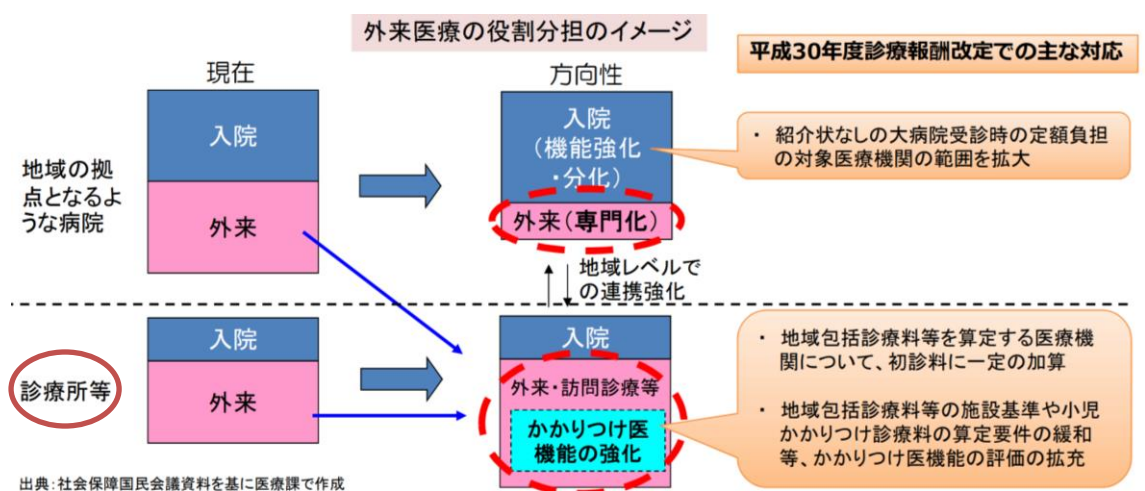 外来医療の役割分担のイメージ
平成30年度診療報酬改定での主な対応
現在
方向性
地域の拠
点となるよ
うな病院
入院
外来
入院
(機能強化
・分化)
外来(専門化)
・ 紹介状なしの大病院受診時の定額負担
の対象医療機関の範囲を拡大
地域レベルで
の連携強化
診療所等
入院
外来
入院
外来・訪問診療等
かかりつけ医
機能の強化
・ 地域包括診療料等を算定する医療機
関について、初診料に一定の加算
・ 地域包括診療料等の施設基準や小児
かかりつけ診療料の算定要件の緩和
等、かかりつけ医機能の評価の拡充
出典:社会保障国民会議資料を基に医療課で作成